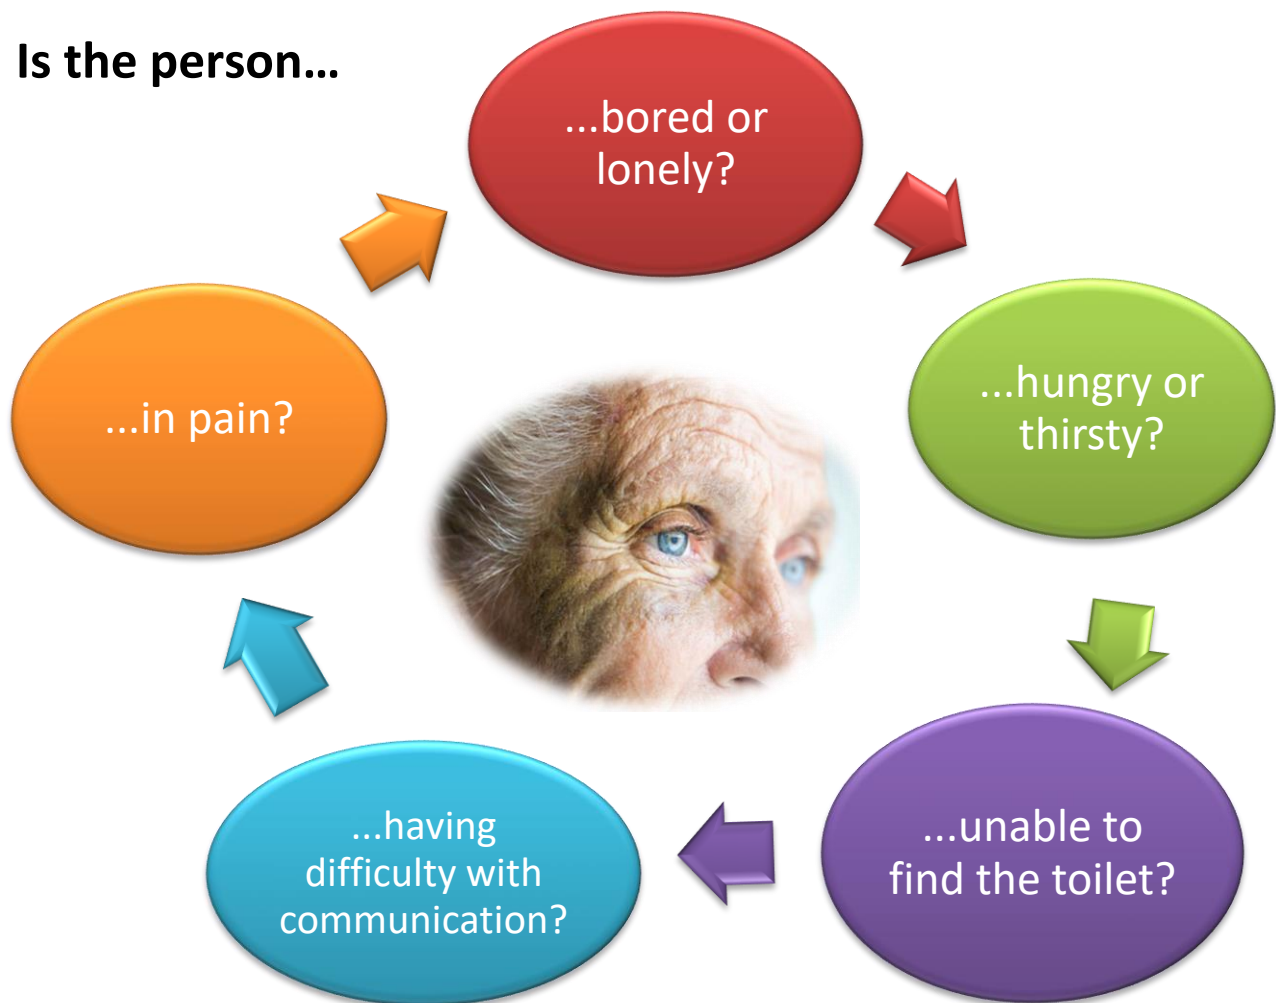 Is the person...
...bored or
lonely?
...hungry or
thirsty?
...unable to
find the toilet?
...having
difficulty with
communication?
...in pain?